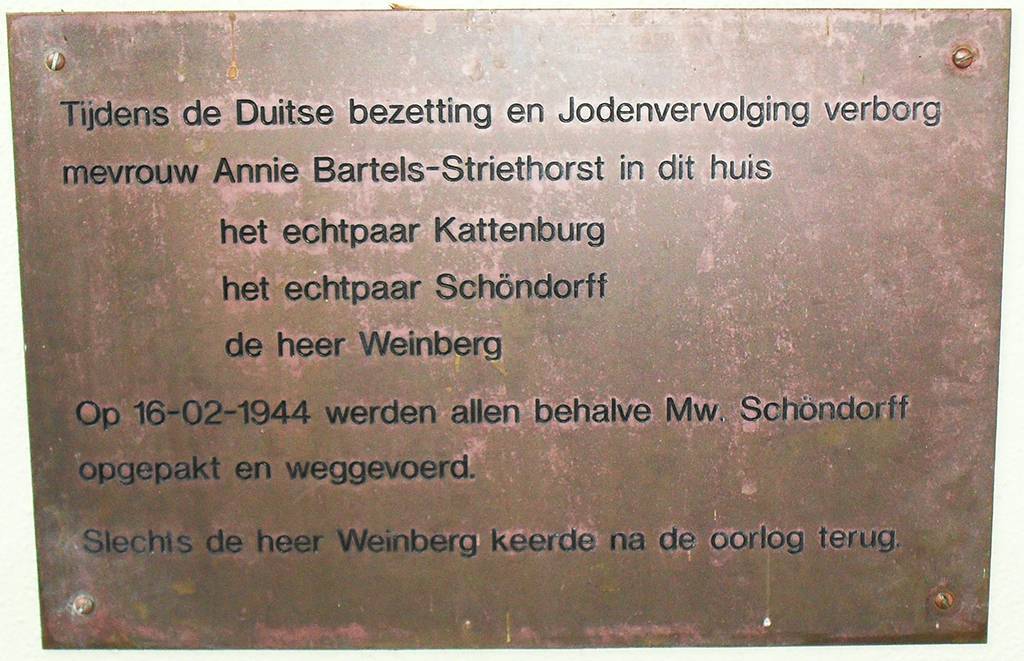 Tijdens de Duitse bezetting en Jodenvervolging verborg
mevrouw Annie Bartels-Striethorst in dit huis
het echtpaar Kattenburg
het echtpaar Schöndorff
de heer Weinberg
Op 16-02-1944 werden allen behalve Mw. Schöndorff
opgepakt en weggevoerd.
Slechts de heer Weinberg keerde na de oorlog terug.